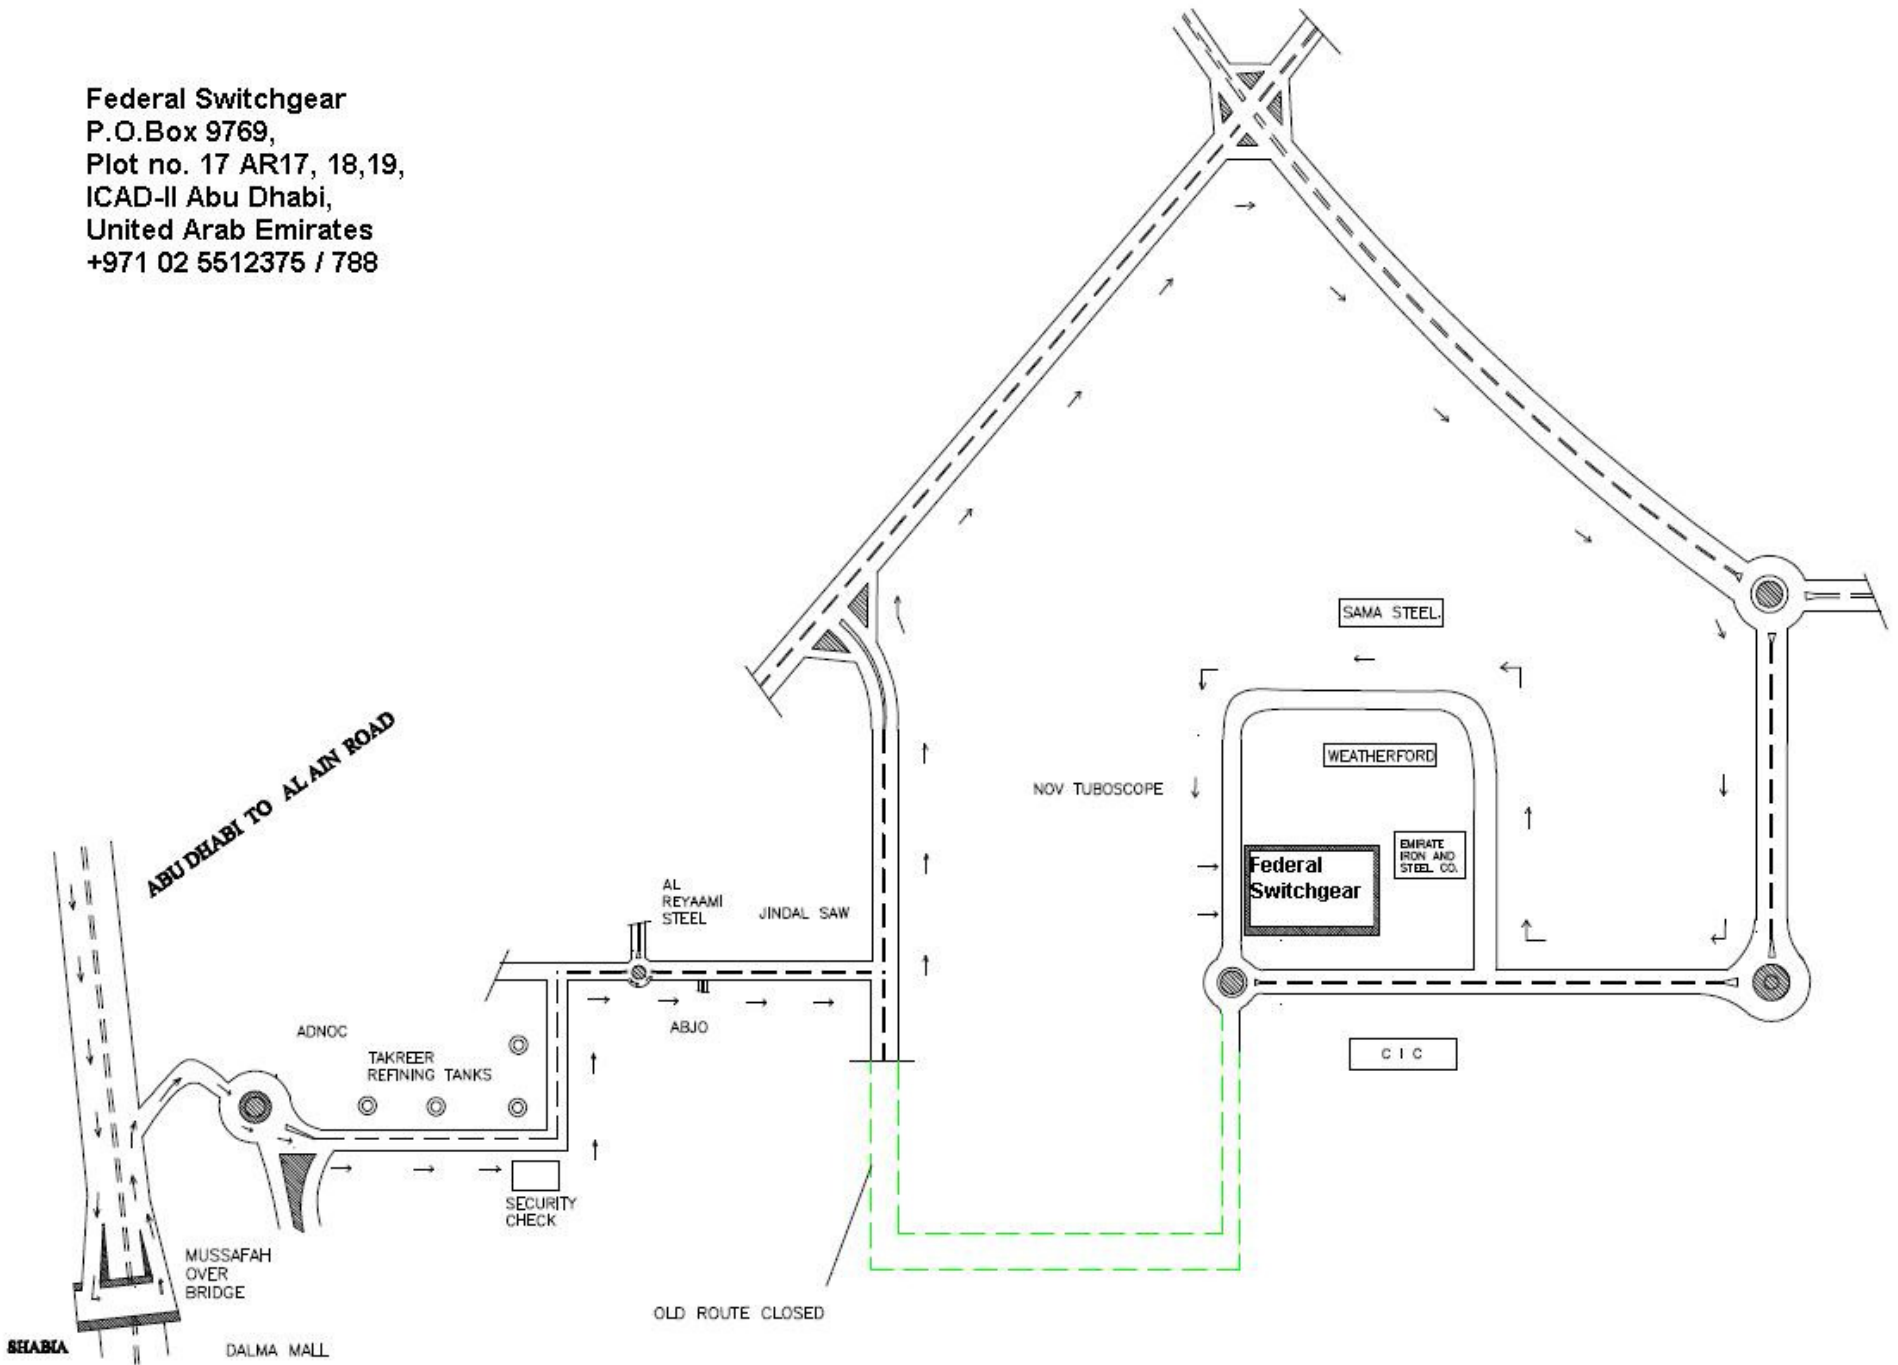 Federal Switchgear
P.O.Box 9769,
Plot no. 17 AR17, 18,19,
ICAD-II Abu Dhabi,
United Arab Emirates
+971 02 5512375 / 788
SAMA STEEL.
WEATHERFORD
NOV TUBOSCOPE
EMIRATE
IRON AND
STEEL CO.
Federal
Switchgear
ABU DHABI TO AL AIN ROAD
AL
REYAAMI
STEEL
JINDAL SAW
ABJO
ADNOC
TAKREER
REFINING TANKS
C I C
SECURITY
CHECK
MUSSAFAH
OVER
BRIDGE
OLD ROUTE CLOSED
SHABIA
DALMA MALL